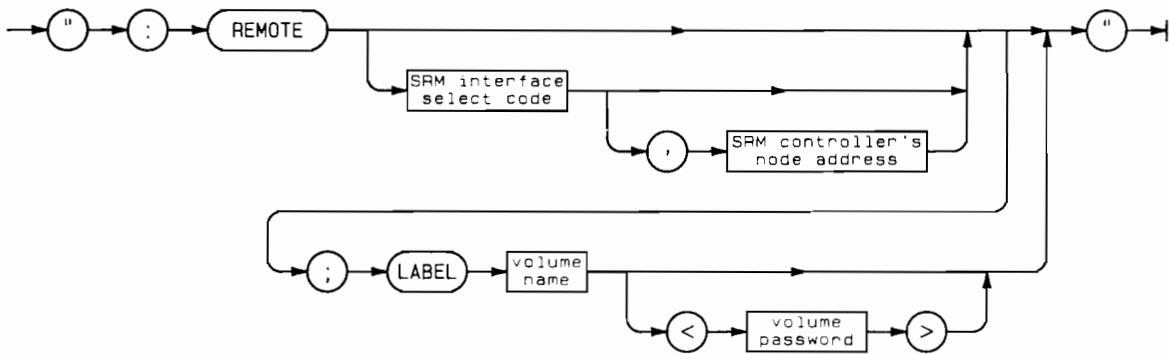 " : REMOTE "
SRM interface
select code
, SRM controller's
node address
; LABEL volume
name
< volume
password >